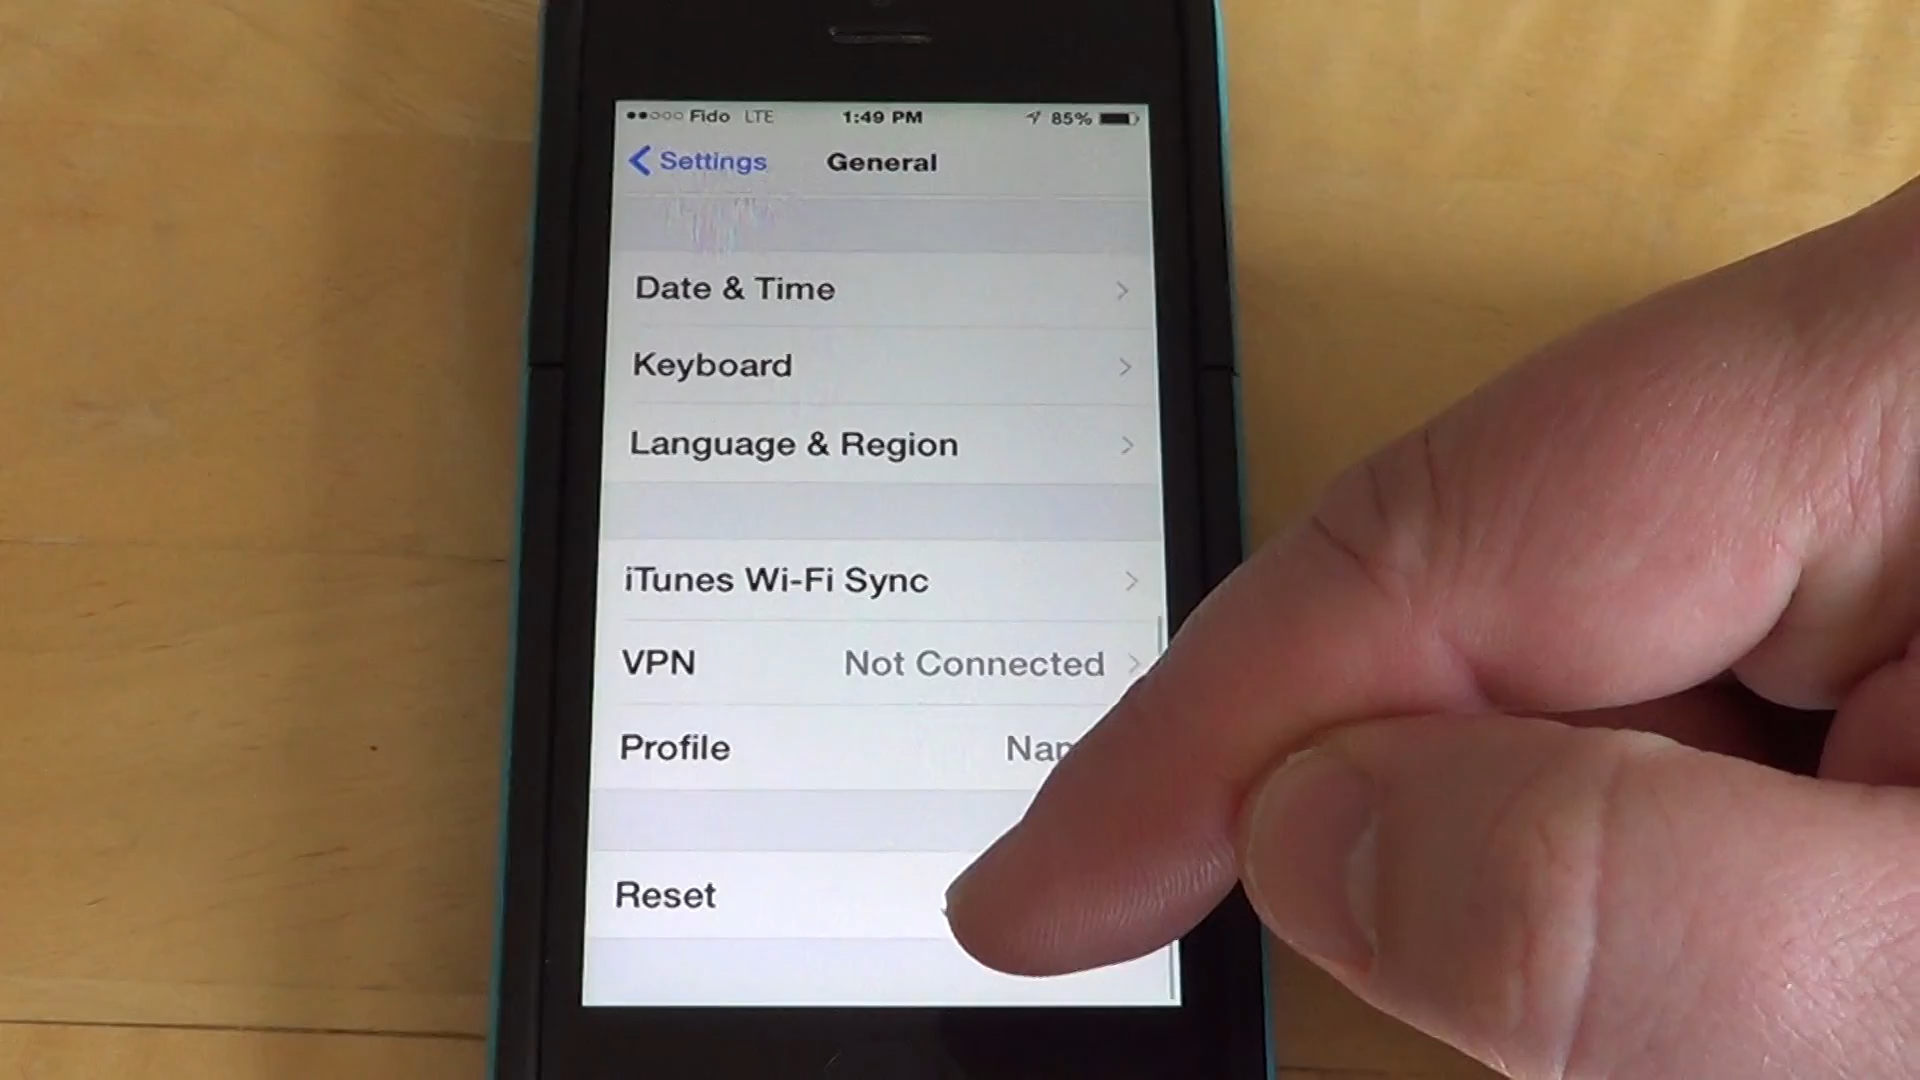 Fido LTE 1:49 PM 85%
Settings General
Date & Time
Keyboard
Language & Region
iTunes Wi-Fi Sync
VPN Not Connected
Profile
Reset